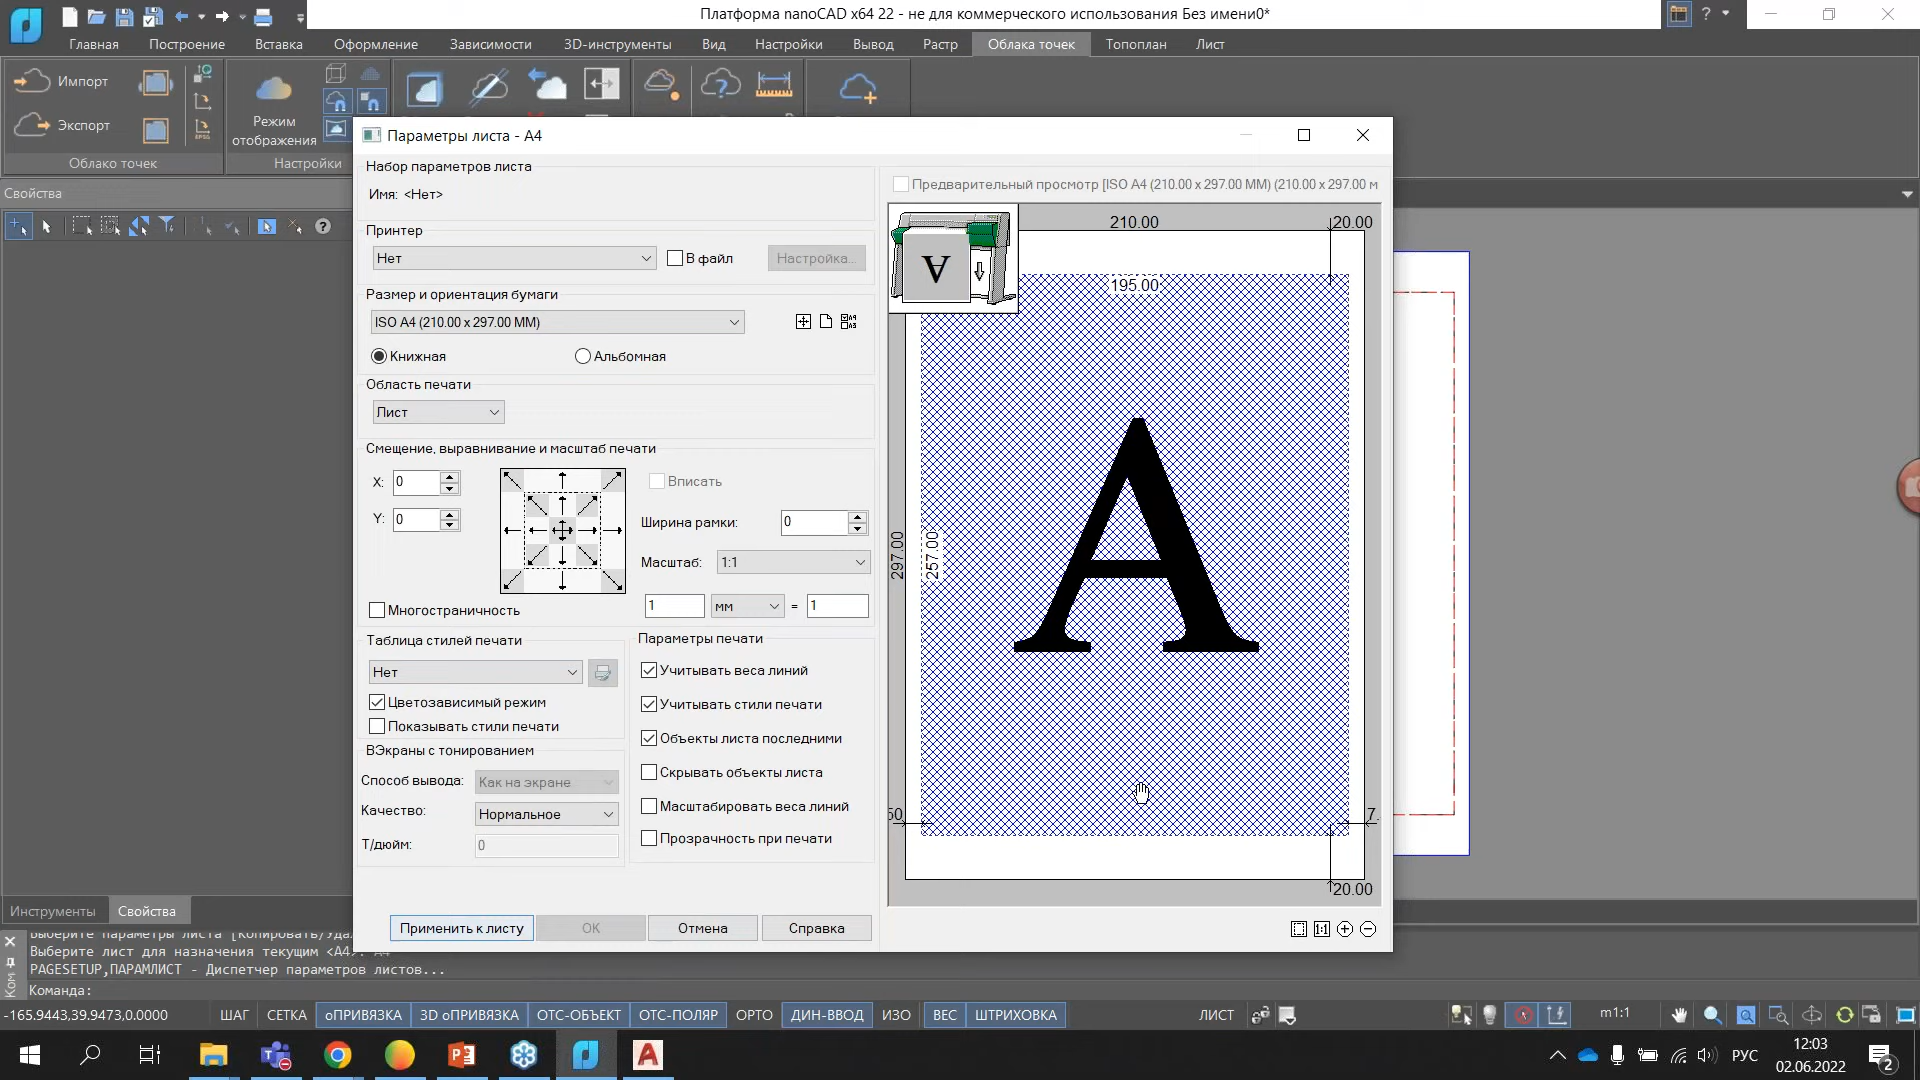 Платформа nanoCAD x64 22 - не для коммерческого использования Без имени0*
Главная Построение Вставка Оформление Зависимости 3D-инструменты Вид Настройки Вывод Растр Облака точек Топоплан Лист
Импорт
Экспорт
Режим
отображения
Облако точек Настройки
Свойства
Параметры листа - A4
Набор параметров листа
Имя: <Нет>
Предварительный просмотр [ISO A4 (210.00 x 297.00 MM) (210.00 x 297.00 м
Принтер
Нет В файл Настройка...
Размер и ориентация бумаги
ISO A4 (210.00 x 297.00 MM)
Книжная Альбомная
Область печати
Лист
Смещение, выравнивание и масштаб печати
X: 0
Y: 0
Вписать
Ширина рамки: 0
Масштаб: 1:1
1 мм = 1
Многостраничность
Таблица стилей печати
Нет
Цветозависимый режим
Показывать стили печати
ВЭкраны с тонированием
Способ вывода: Как на экране
Качество: Нормальное
Т/дюйм: 0
Параметры печати
Учитывать веса линий
Учитывать стили печати
Объекты листа последними
Скрывать объекты листа
Масштабировать веса линий
Прозрачность при печати
Применить к листу OK Отмена Справка
A
210.00 20.00
195.00
297.00
257.00
A
7.
20.00
1:1
Инструменты Свойства
Выберите лист для назначения текущим <A4>: A4
PAGESETUP,ПАРАМЛИСТ - Диспетчер параметров листов...
Команда:
-165.9443,39.9473,0.0000 ШАГ СЕТКА оПРИВЯЗКА 3D оПРИВЯЗКА ОТС-ОБЪЕКТ ОТС-ПОЛЯР ОРТО ДИН-ВВОД ИЗО ВЕС ШТРИХОВКА ЛИСТ m1:1
РУС
12:03
02.06.2022
2